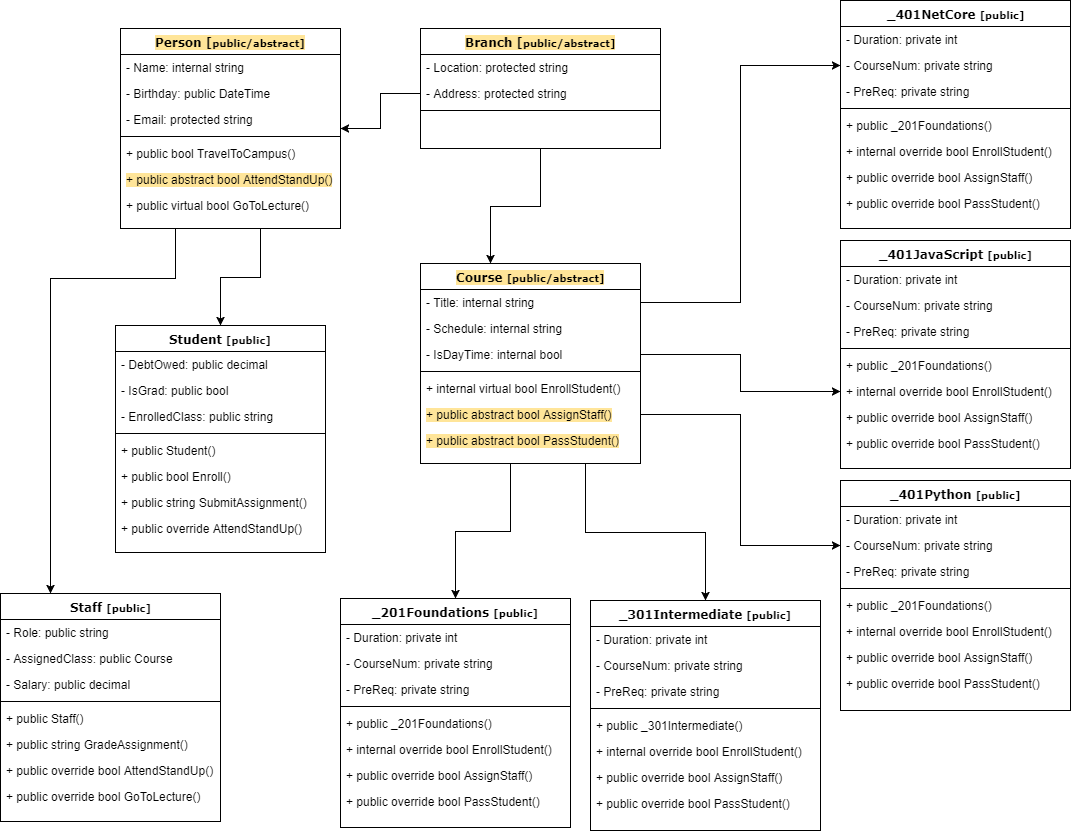 Person [public/abstract]
- Name: internal string
- Birthday: public DateTime
- Email: protected string
+ public bool TravelToCampus()
+ public abstract bool AttendStandUp()
+ public virtual bool GoToLecture()
Branch [public/abstract]
- Location: protected string
- Address: protected string
_401NetCore [public]
- Duration: private int
- CourseNum: private string
- PreReq: private string
+ public _201Foundations()
+ internal override bool EnrollStudent()
+ public override bool AssignStaff()
+ public override bool PassStudent()
_401JavaScript [public]
- Duration: private int
- CourseNum: private string
- PreReq: private string
+ public _201Foundations()
+ internal override bool EnrollStudent()
+ public override bool AssignStaff()
+ public override bool PassStudent()
Course [public/abstract]
- Title: internal string
- Schedule: internal string
- IsDayTime: internal bool
+ internal virtual bool EnrollStudent()
+ public abstract bool AssignStaff()
+ public abstract bool PassStudent()
Student [public]
- DebtOwed: public decimal
- IsGrad: public bool
- EnrolledClass: public string
+ public Student()
+ public bool Enroll()
+ public string SubmitAssignment()
+ public override AttendStandUp()
_401Python [public]
- Duration: private int
- CourseNum: private string
- PreReq: private string
+ public _201Foundations()
+ internal override bool EnrollStudent()
+ public override bool AssignStaff()
+ public override bool PassStudent()
Staff [public]
- Role: public string
- AssignedClass: public Course
- Salary: public decimal
+ public Staff()
+ public string GradeAssignment()
+ public override bool AttendStandUp()
+ public override bool GoToLecture()
_201Foundations [public]
- Duration: private int
- CourseNum: private string
- PreReq: private string
+ public _201Foundations()
+ internal override bool EnrollStudent()
+ public override bool AssignStaff()
+ public override bool PassStudent()
_301Intermediate [public]
- Duration: private int
- CourseNum: private string
- PreReq: private string
+ public _301Intermediate()
+ internal override bool EnrollStudent()
+ public override bool AssignStaff()
+ public override bool PassStudent()